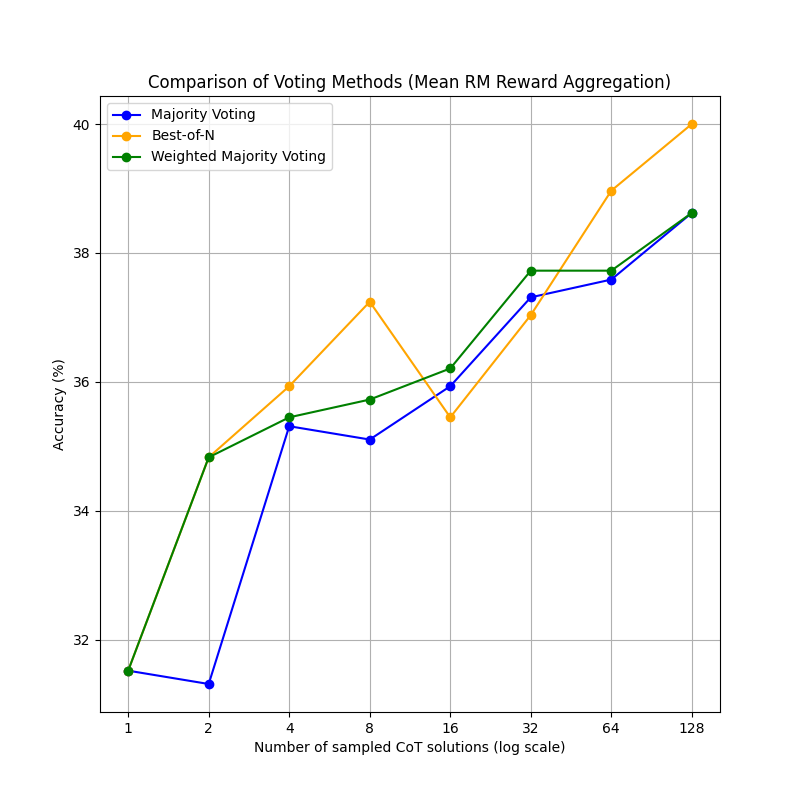 Comparison of Voting Methods (Mean RM Reward Aggregation)
Majority Voting
Best-of-N
Weighted Majority Voting
40
38
36
34
32
Accuracy (%)
1 2 4 8 16 32 64 128
Number of sampled CoT solutions (log scale)